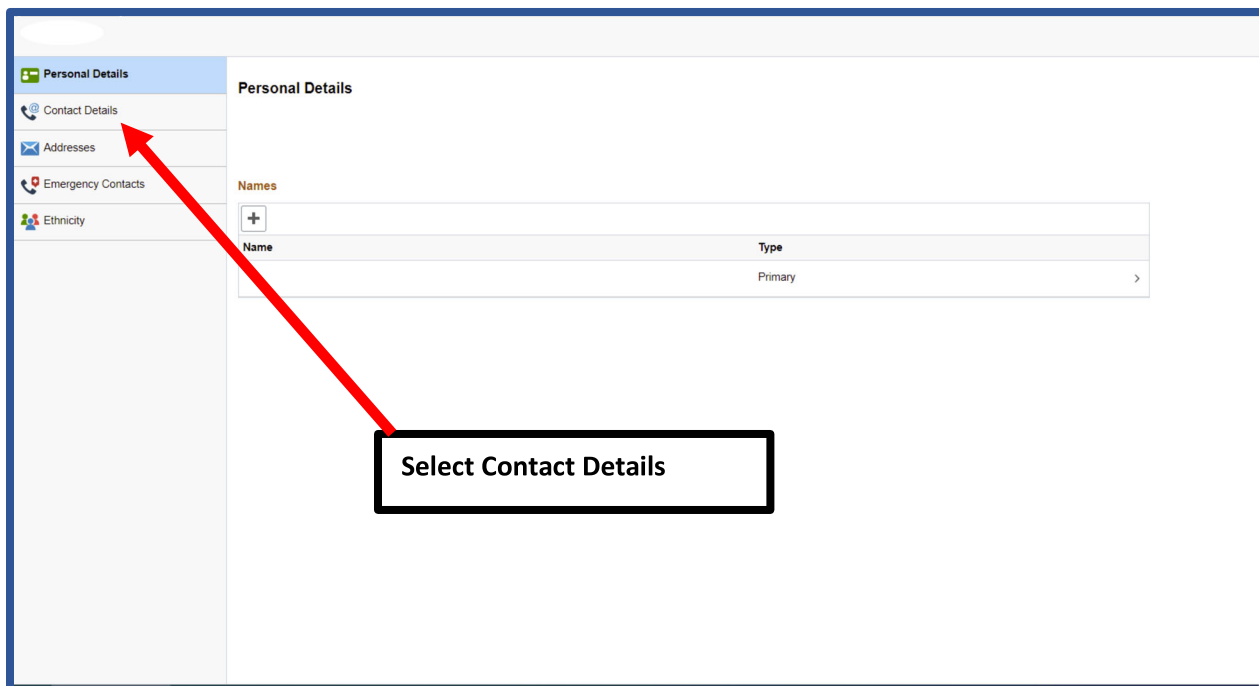 Personal Details
Contact Details
Addresses
Emergency Contacts
Ethnicity
Personal Details
Names
Name Type
Primary
Select Contact Details